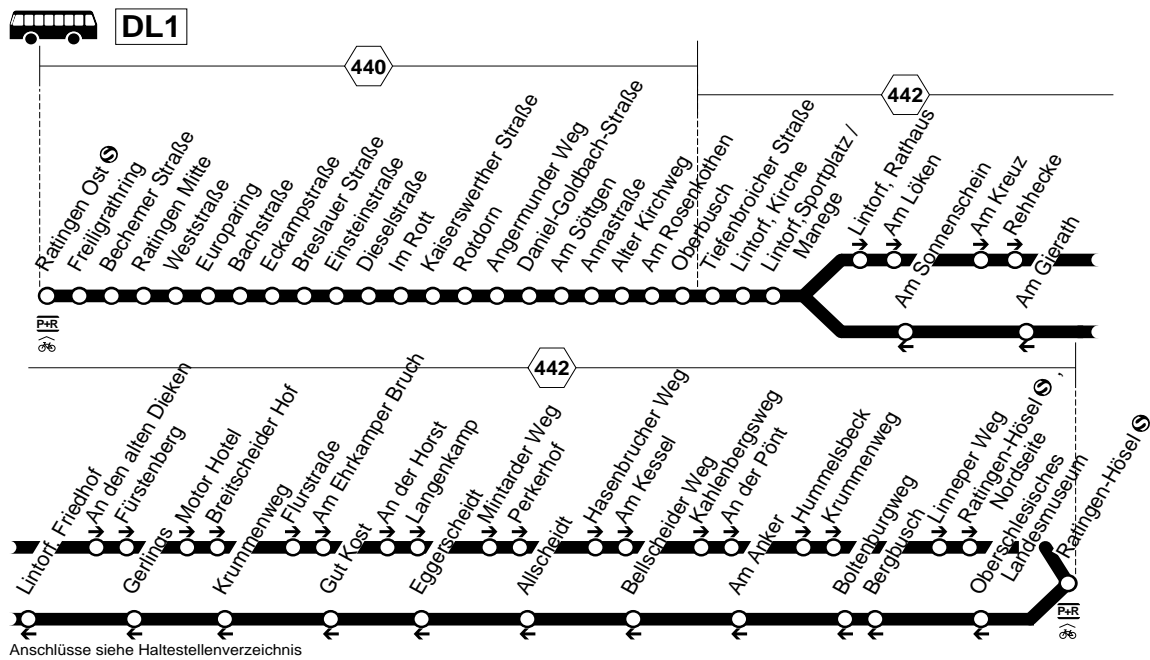 DL1
440
442
Ratingen Ost
Freiligrathring
Bechemer Straße
Ratingen Mitte
Weststraße
Europaring
Bachstraße
Eckampstraße
Breslauer Straße
Einsteinstraße
Dieselstraße
Im Rott
Kaiserswerther Straße
Rotdorn
Angermunder Weg
Daniel-Goldbach-Straße
Am Söttgen
Annastraße
Alter Kirchweg
Am Rosenkothen
Oberbusch
Tiefenbroicher Straße
Lintorf, Kirche
Lintorf,Sportplatz /
Manege
Lintorf, Rathaus
Am Löken
Am Sonnenschein
Am Kreuz
Rehhecke
Am Gierath
P+R
442
Lintorf, Friedhof
An den alten Dieken
Fürstenberg
Gerlings Motor Hotel
Breitscheider Hof
Krummenweg
Flurstraße
Am Ehrkamper Bruch
Gut Kost
An der Horst
Langenkamp
Eggerscheidt
Mintarder Weg
Perkerhof
Allscheidt
Hasenbrucher Weg
Am Kessel
Bellscheider Weg
Kahlenbergsweg
An der Pönt
Am Anker
Hummelsbeck
Krummenweg
Boltenburgweg
Bergbusch
Linneper Weg
Ratingen-Hösel S ,
Nordseite
Oberschlesisches
Landesmuseum
Ratingen-Hösel S
P+R
Anschlüsse siehe Haltestellenverzeichnis